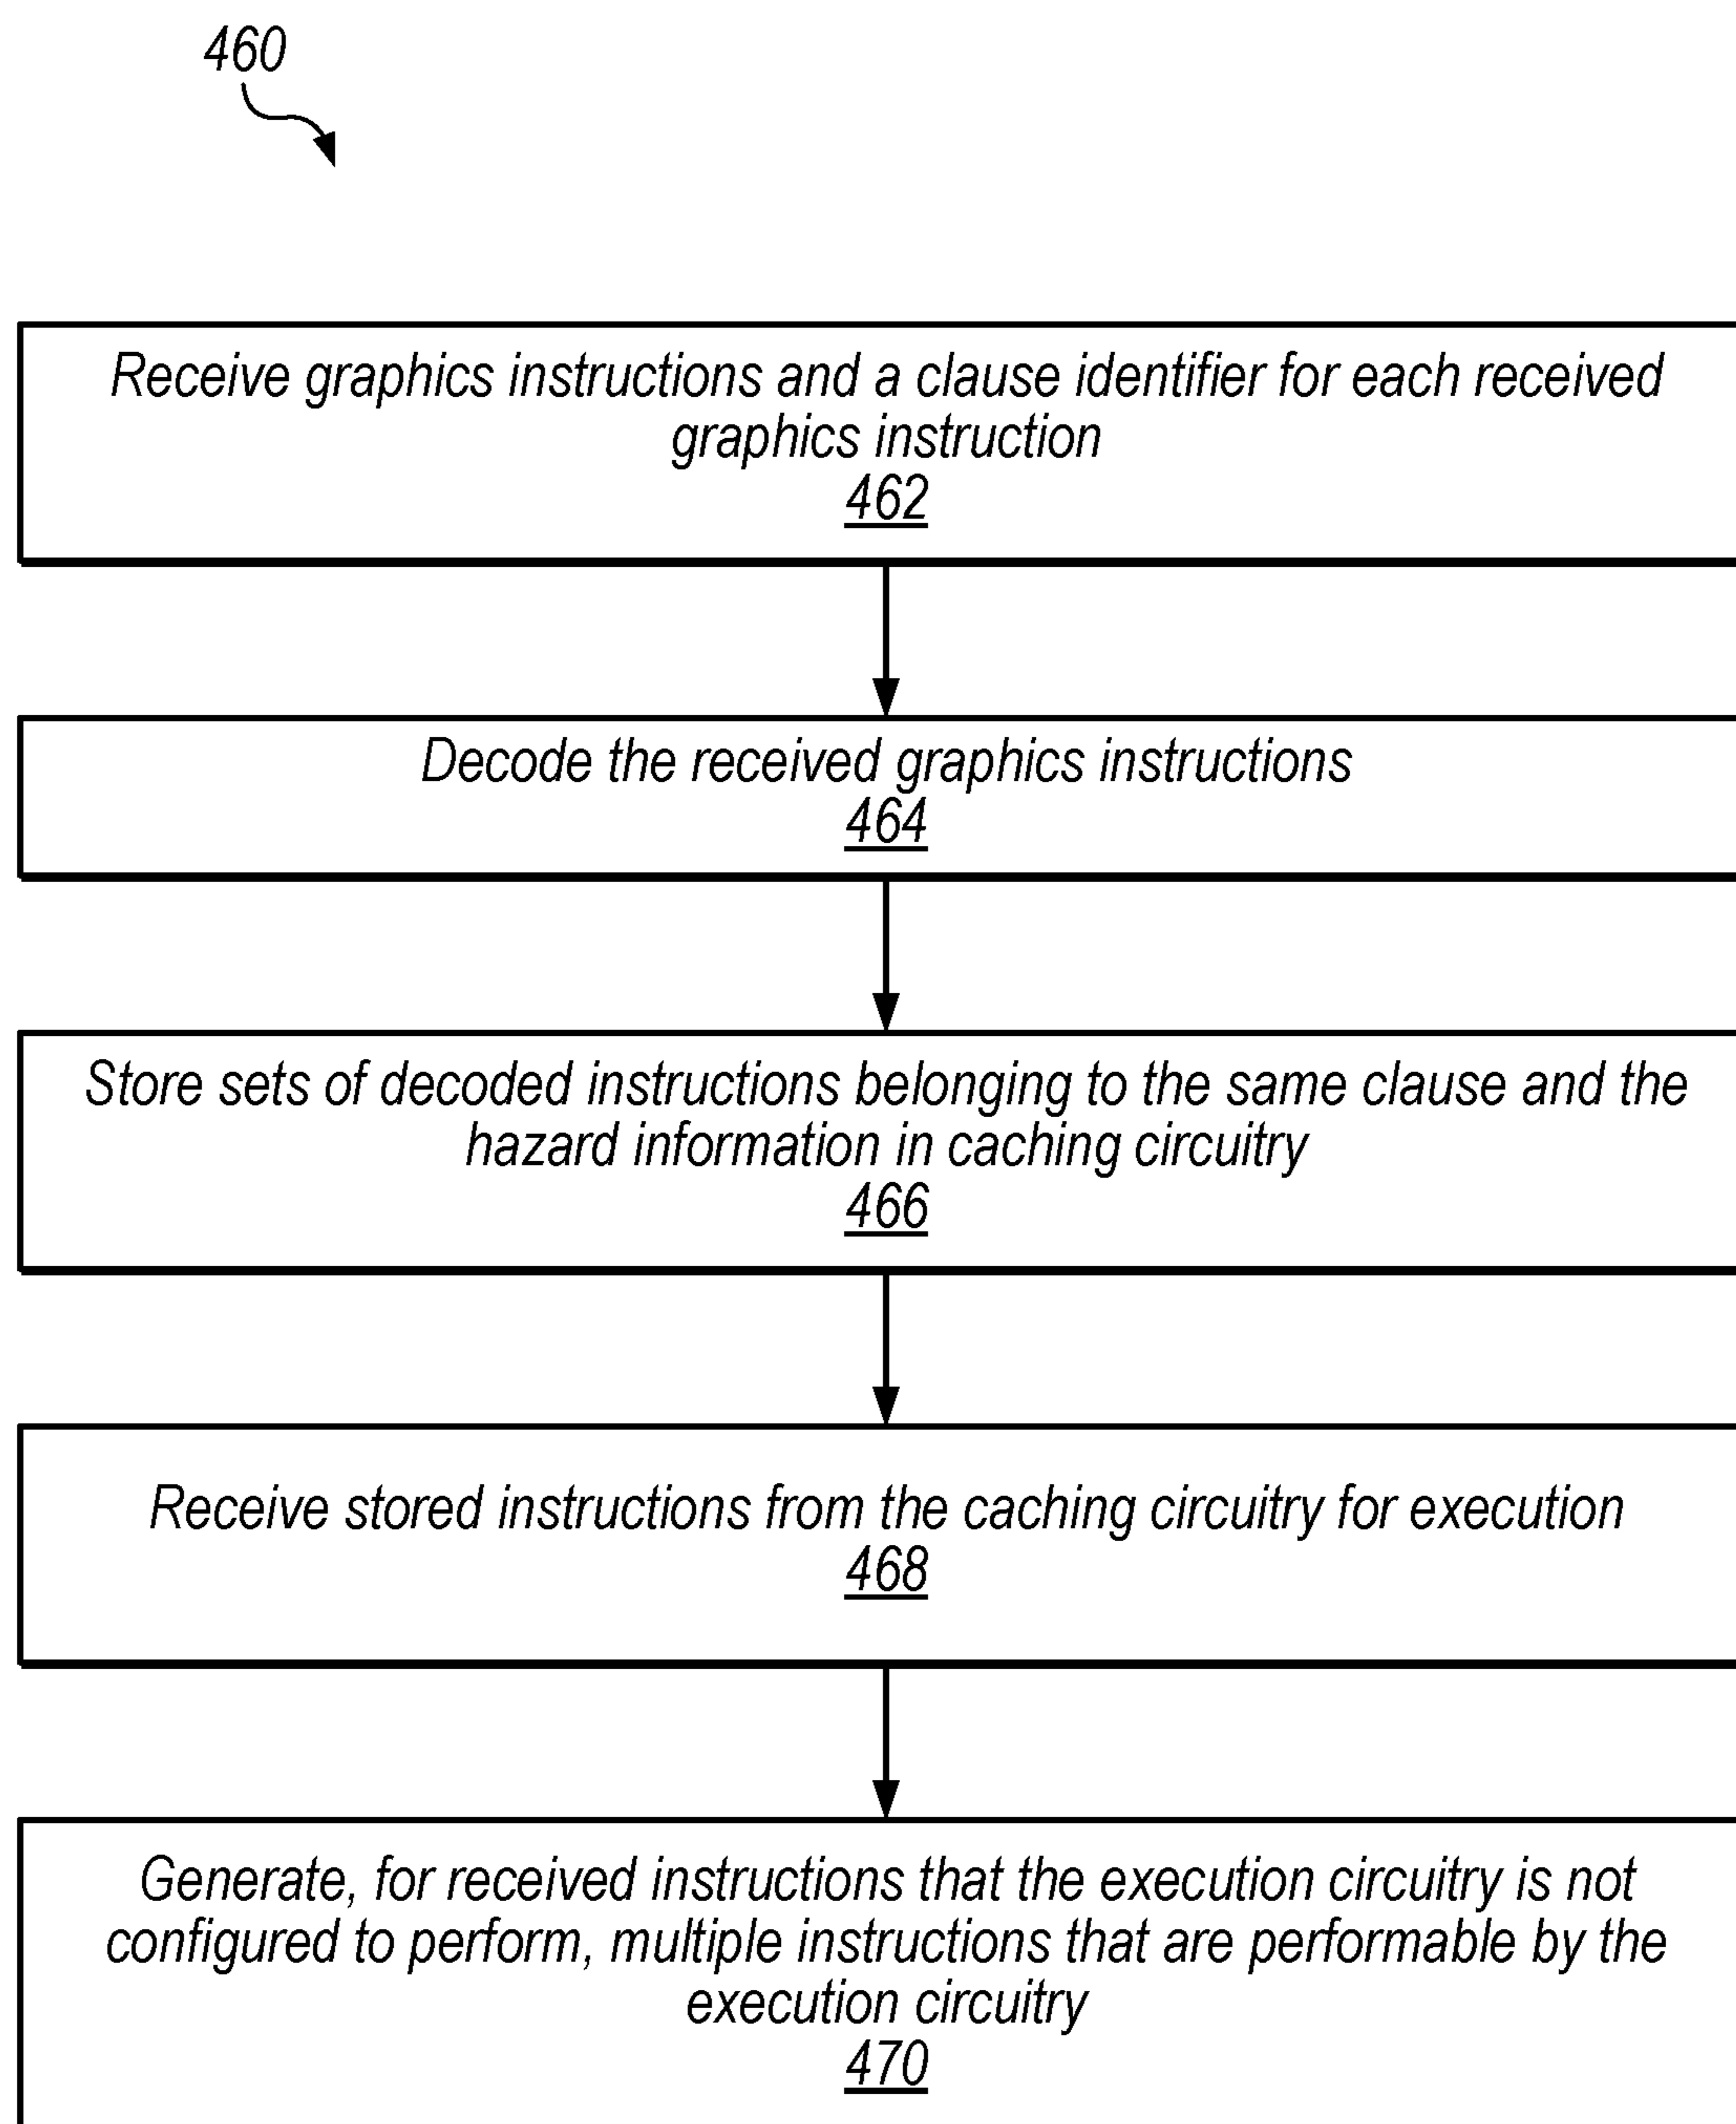 460
Receive graphics instructions and a clause identifier for each received
graphics instruction
462
Decode the received graphics instructions
464
Store sets of decoded instructions belonging to the same clause and the
hazard information in caching circuitry
466
Receive stored instructions from the caching circuitry for execution
468
Generate, for received instructions that the execution circuitry is not
configured to perform, multiple instructions that are performable by the
execution circuitry
470